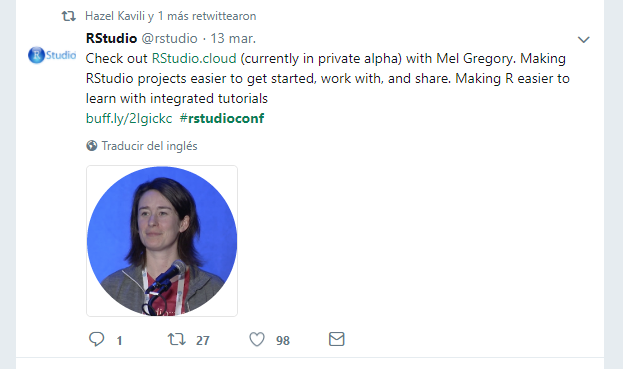 Hazel Kavili y 1 más retwittearon
RStudio @rstudio · 13 mar.
R Studio
Check out RStudio.cloud (currently in private alpha) with Mel Gregory. Making
RStudio projects easier to get started, work with, and share. Making R easier to
learn with integrated tutorials
buff.ly/2Igickc #rstudioconf
Traducir del inglés
1 27 98